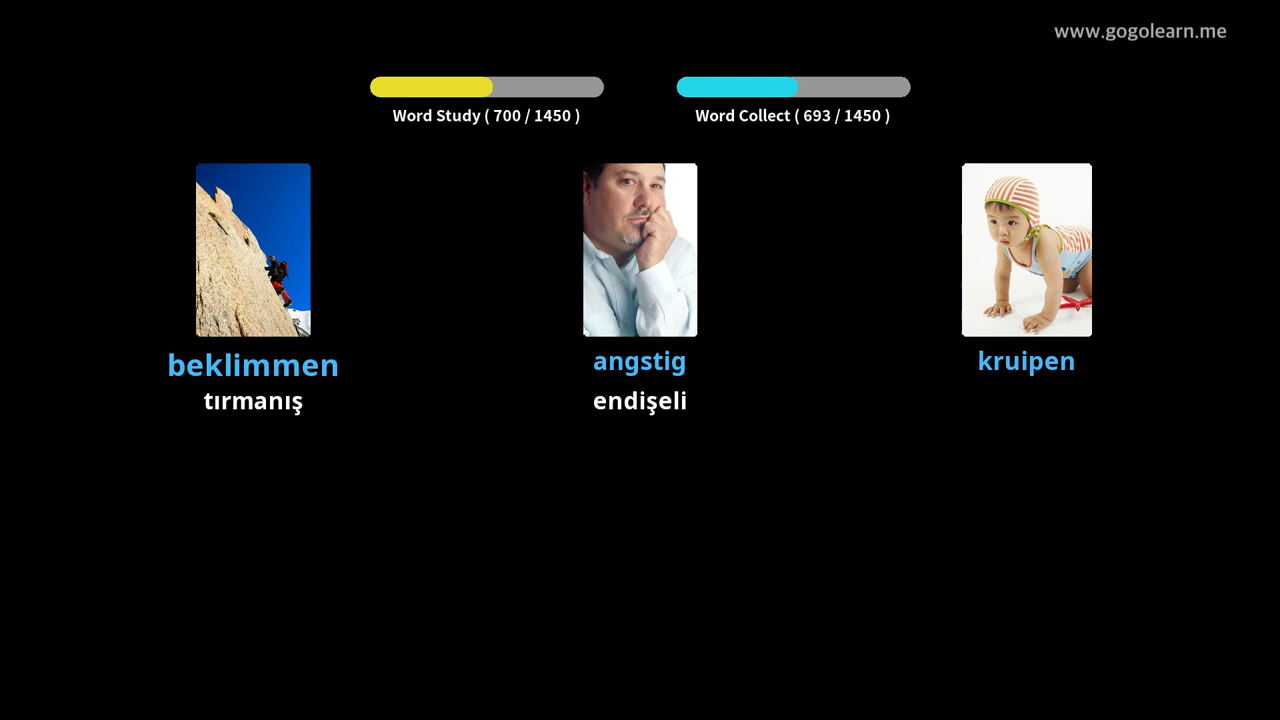 www.gogolearn.me
Word Study ( 700 / 1450 )
Word Collect ( 693 / 1450 )
beklimmen
angstig
kruipen
tırmanış
endişeli